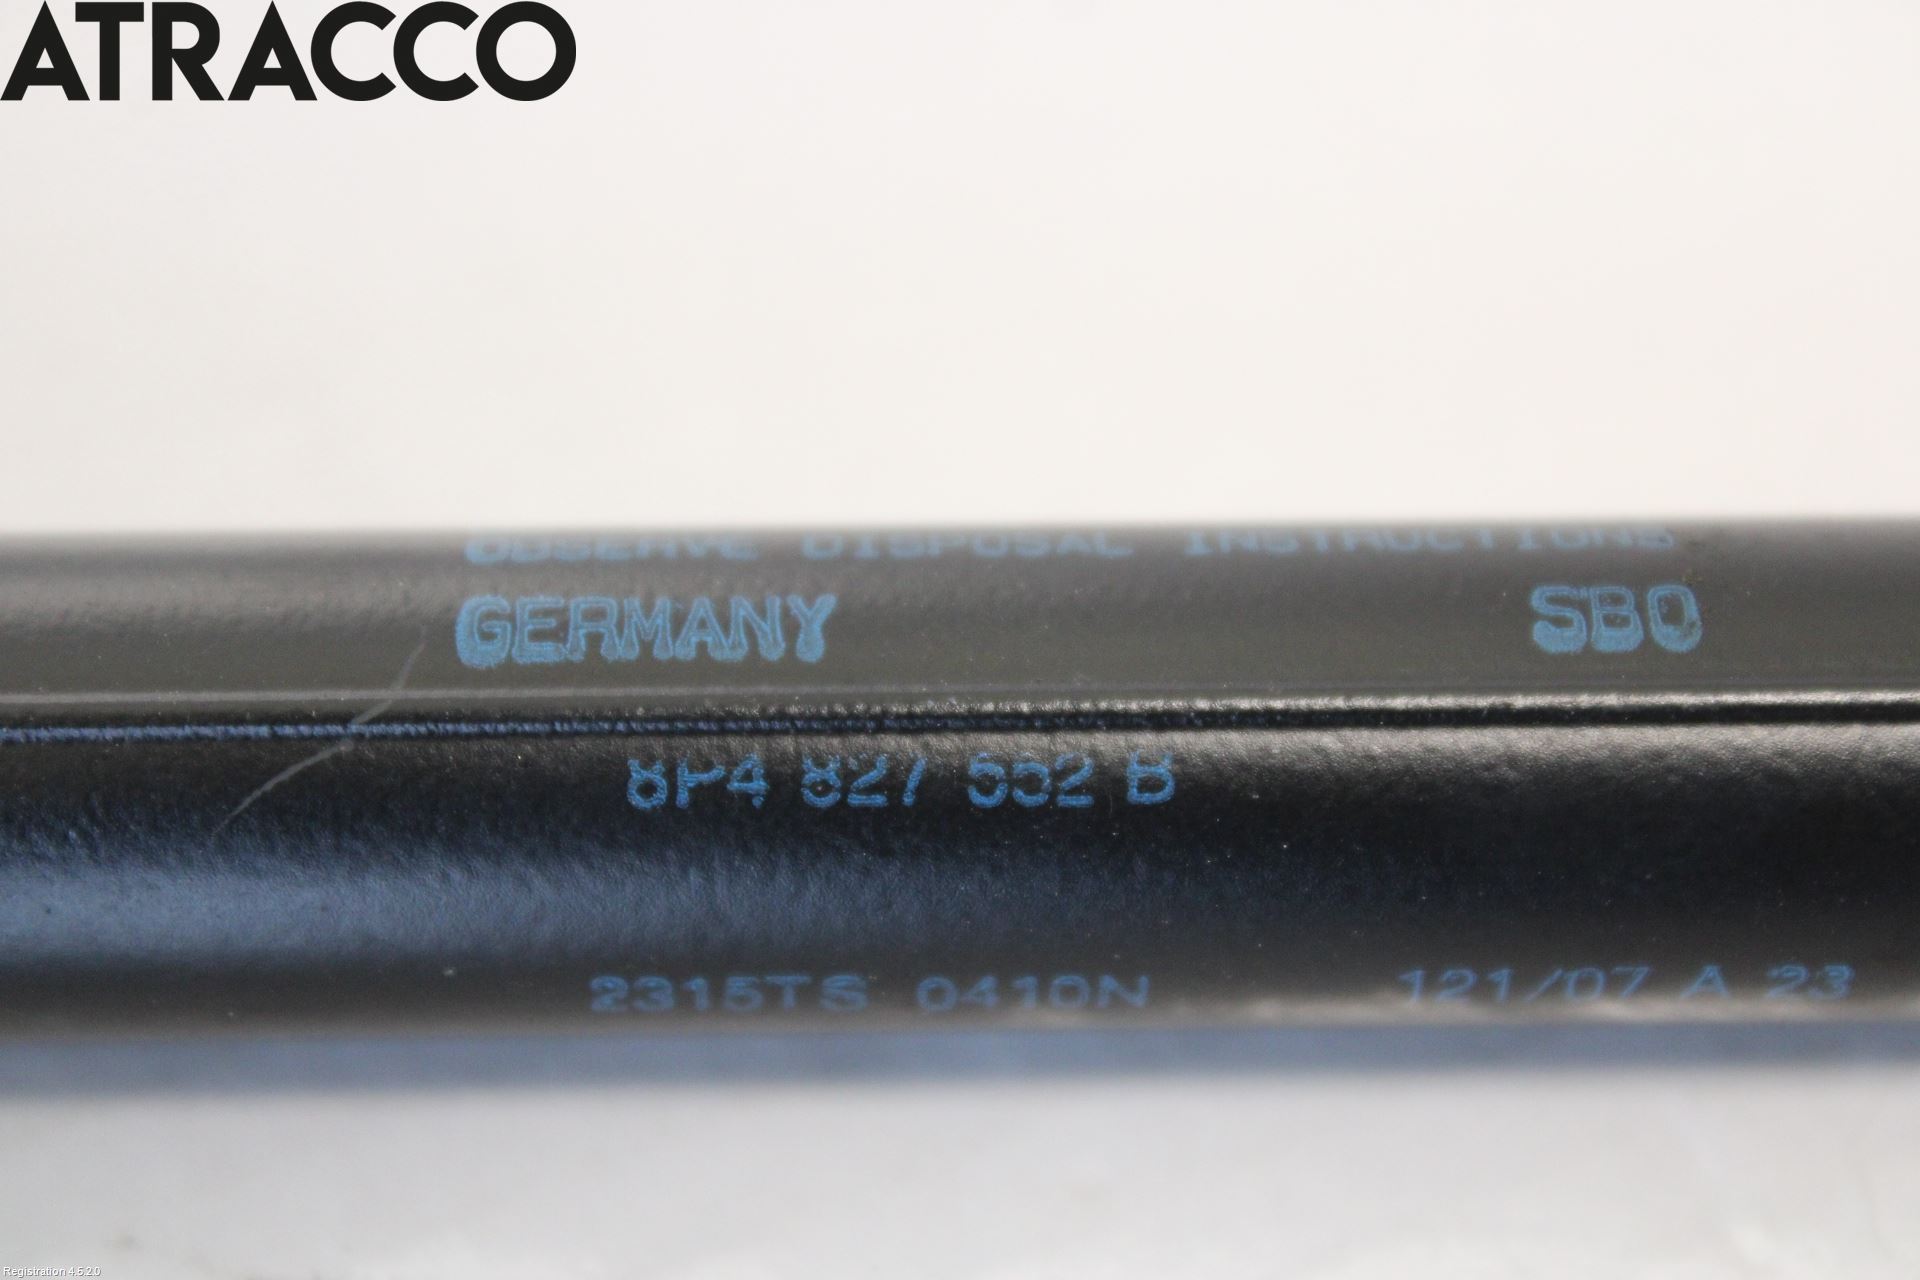 ATRACCO
OBSERVE DISPOSAL INSTRUCTIONS
GERMANY SBO
8P4 827 552 B
2315TS 0410N 121/07 A 23
Registration 4.5.2.0